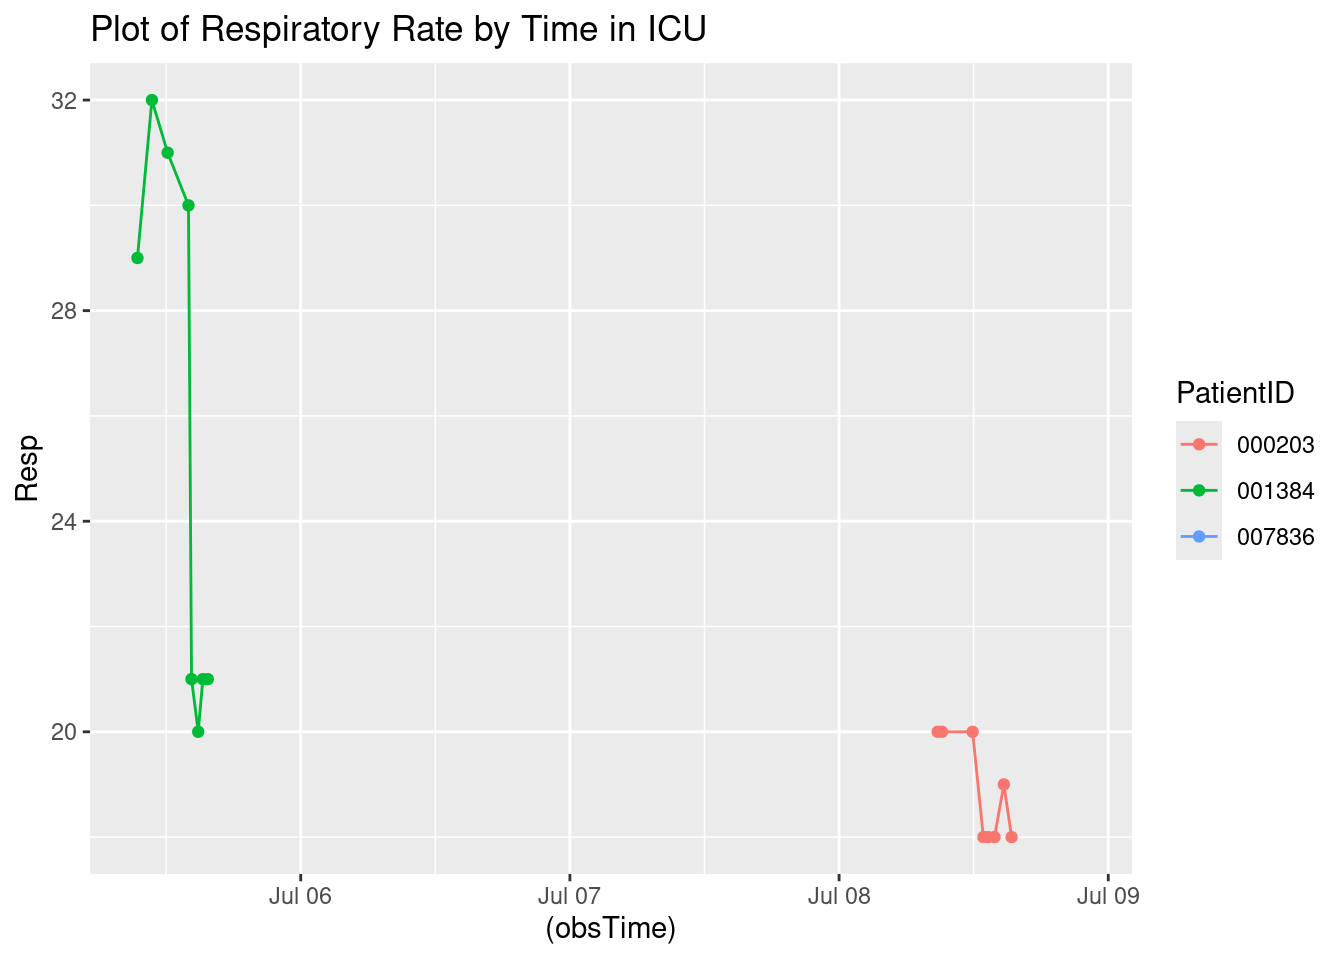 Plot of Respiratory Rate by Time in ICU
32
28
24
20
Resp
Jul 06
Jul 07
Jul 08
Jul 09
(obsTime)
PatientID
000203
001384
007836